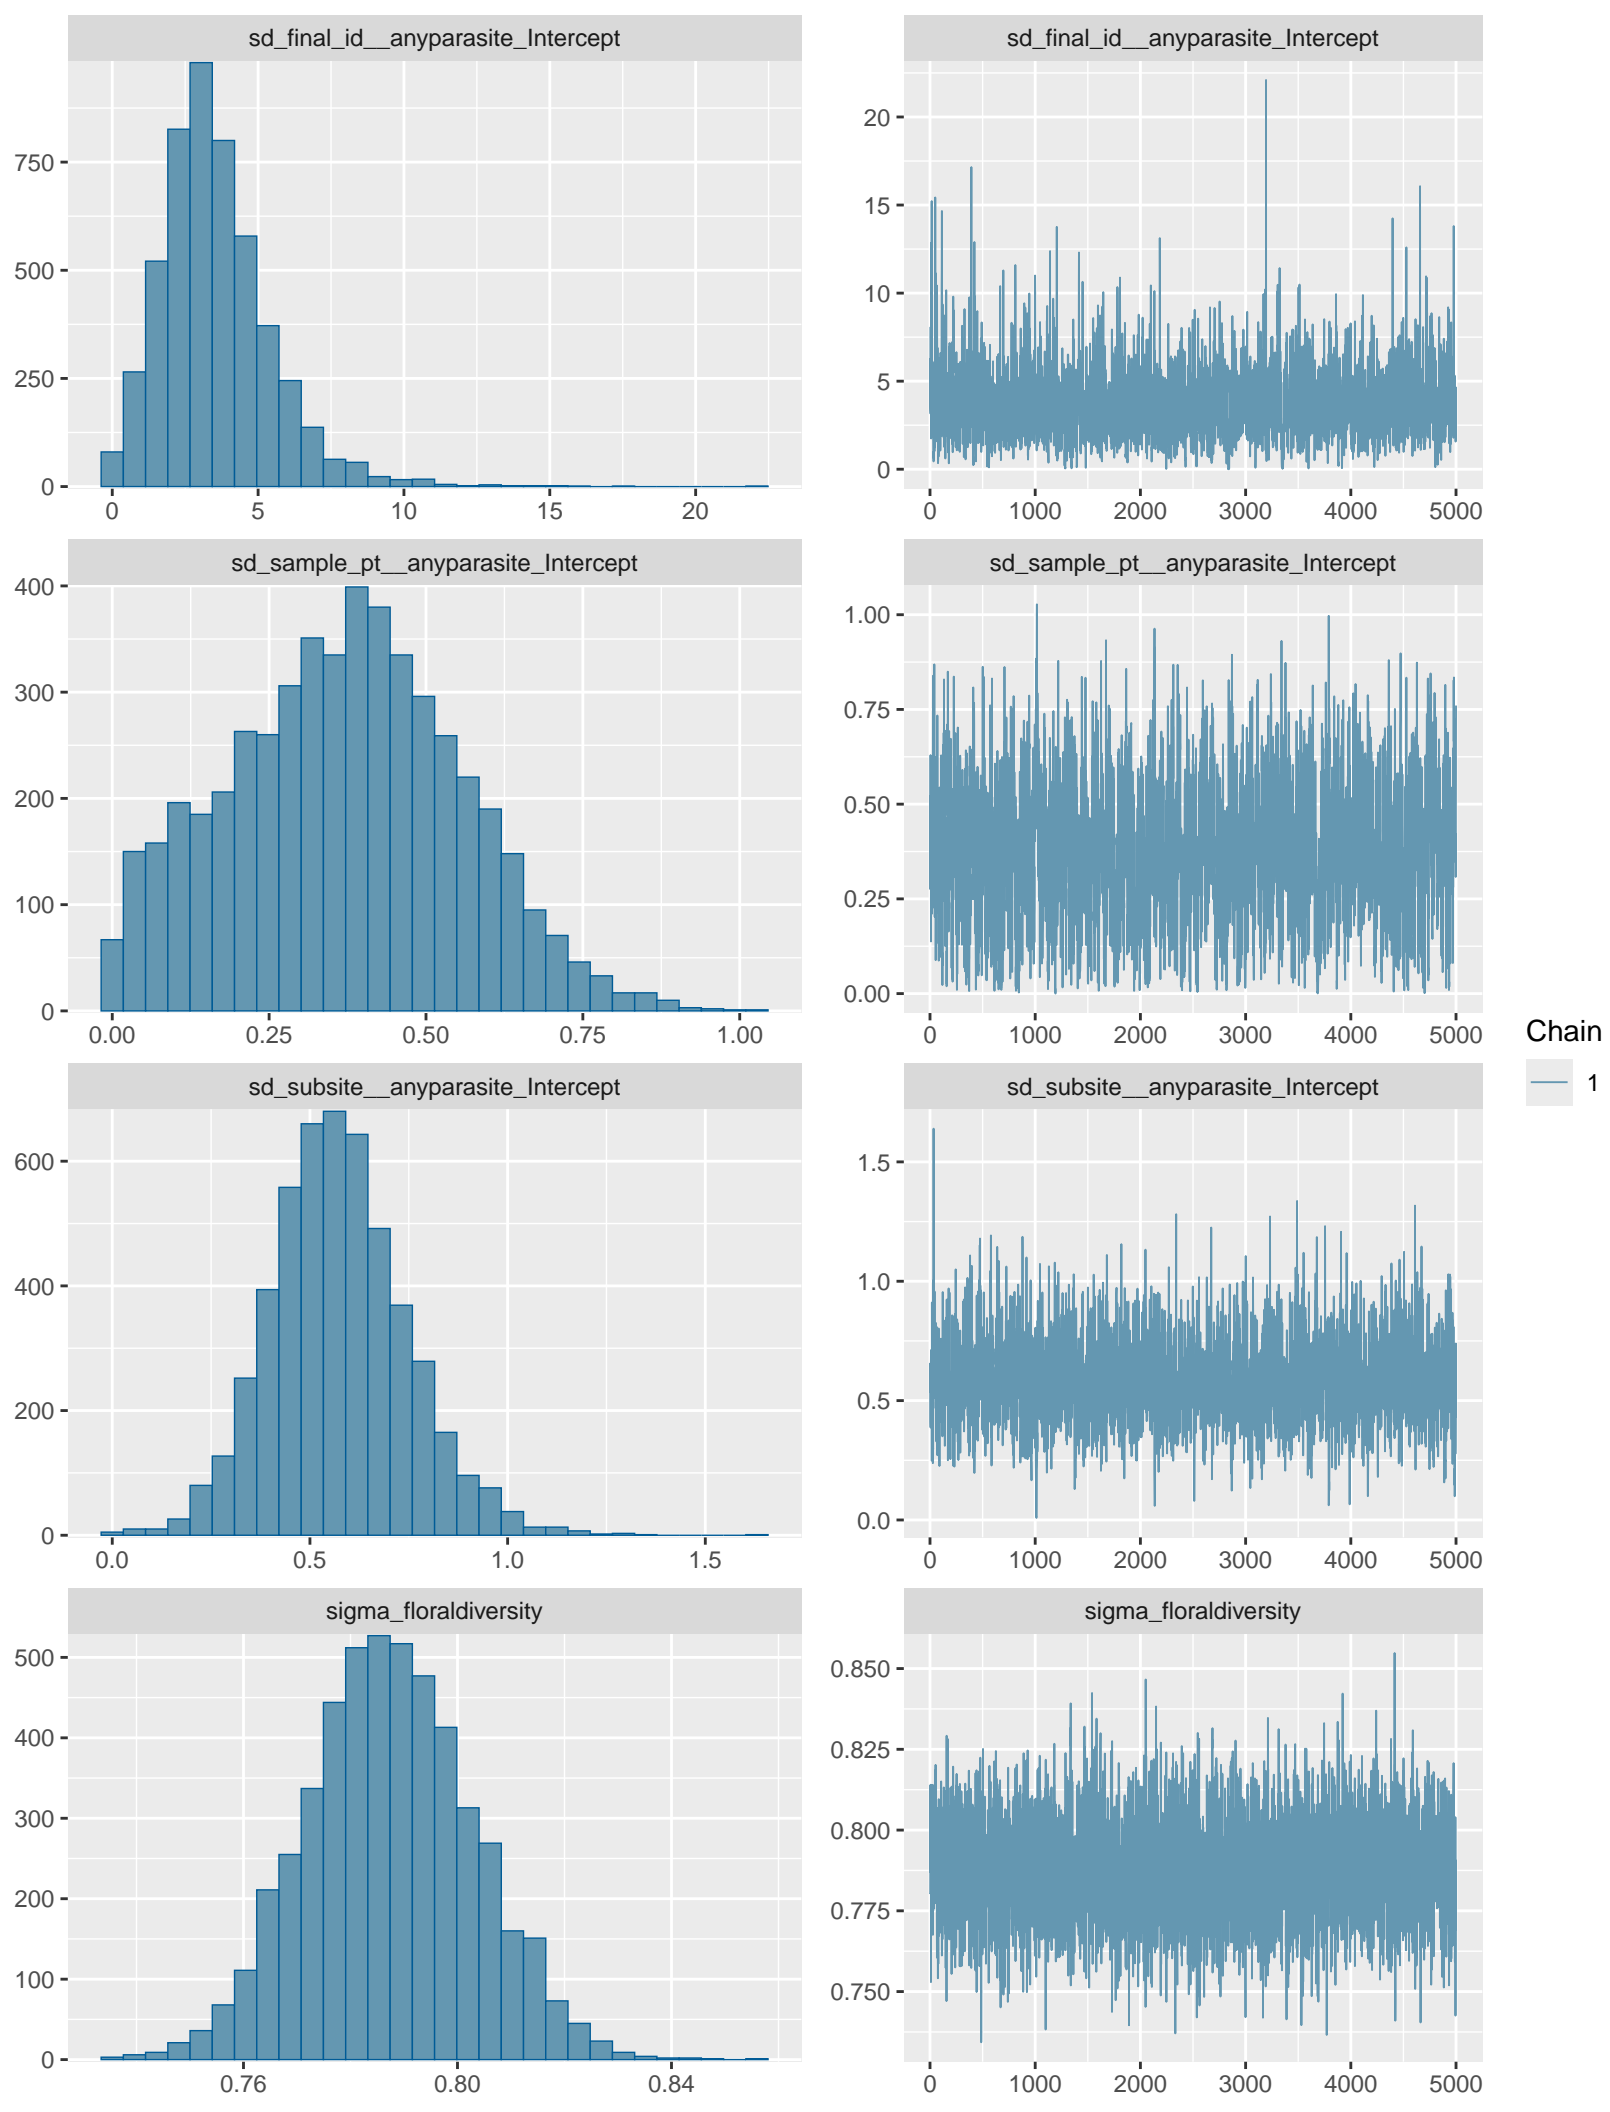 sd_final_id__anyparasite_Intercept
750
500
250
0
0 5 10 15 20
sd_final_id__anyparasite_Intercept
20
15
10
5
0
0 1000 2000 3000 4000 5000
sd_sample_pt__anyparasite_Intercept
400
300
200
100
0
0.00 0.25 0.50 0.75 1.00
sd_sample_pt__anyparasite_Intercept
1.00
0.75
0.50
0.25
0.00
0 1000 2000 3000 4000 5000
sd_subsite__anyparasite_Intercept
600
400
200
0
0.0 0.5 1.0 1.5
sd_subsite__anyparasite_Intercept
1.5
1.0
0.5
0.0
0 1000 2000 3000 4000 5000
sigma_floraldiversity
500
400
300
200
100
0
0.76 0.80 0.84
sigma_floraldiversity
0.850
0.825
0.800
0.775
0.750
0 1000 2000 3000 4000 5000
Chain
1